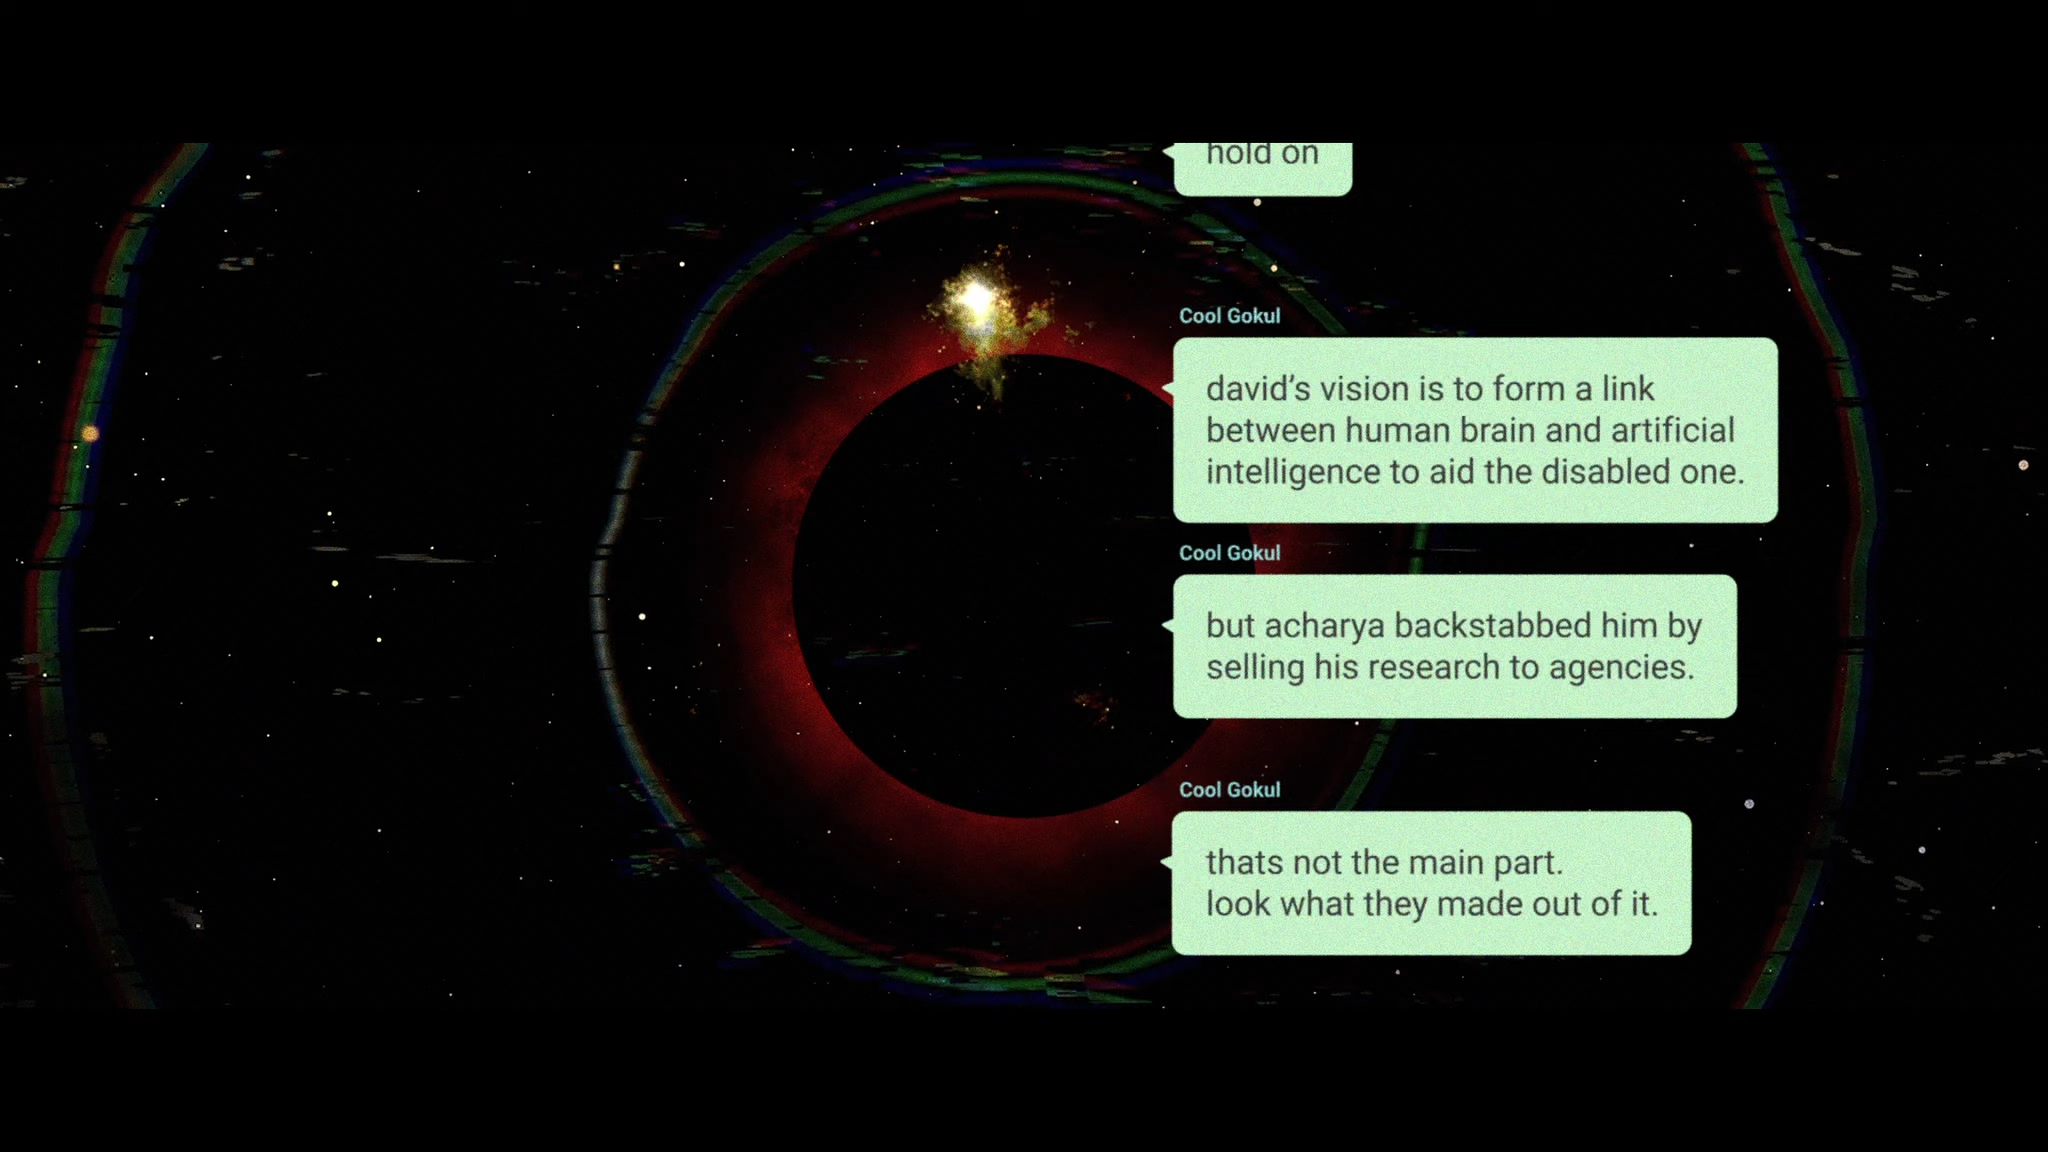 hold on
Cool Gokul
david's vision is to form a link
between human brain and artificial
intelligence to aid the disabled one.
Cool Gokul
but acharya backstabbed him by
selling his research to agencies.
Cool Gokul
thats not the main part.
look what they made out of it.